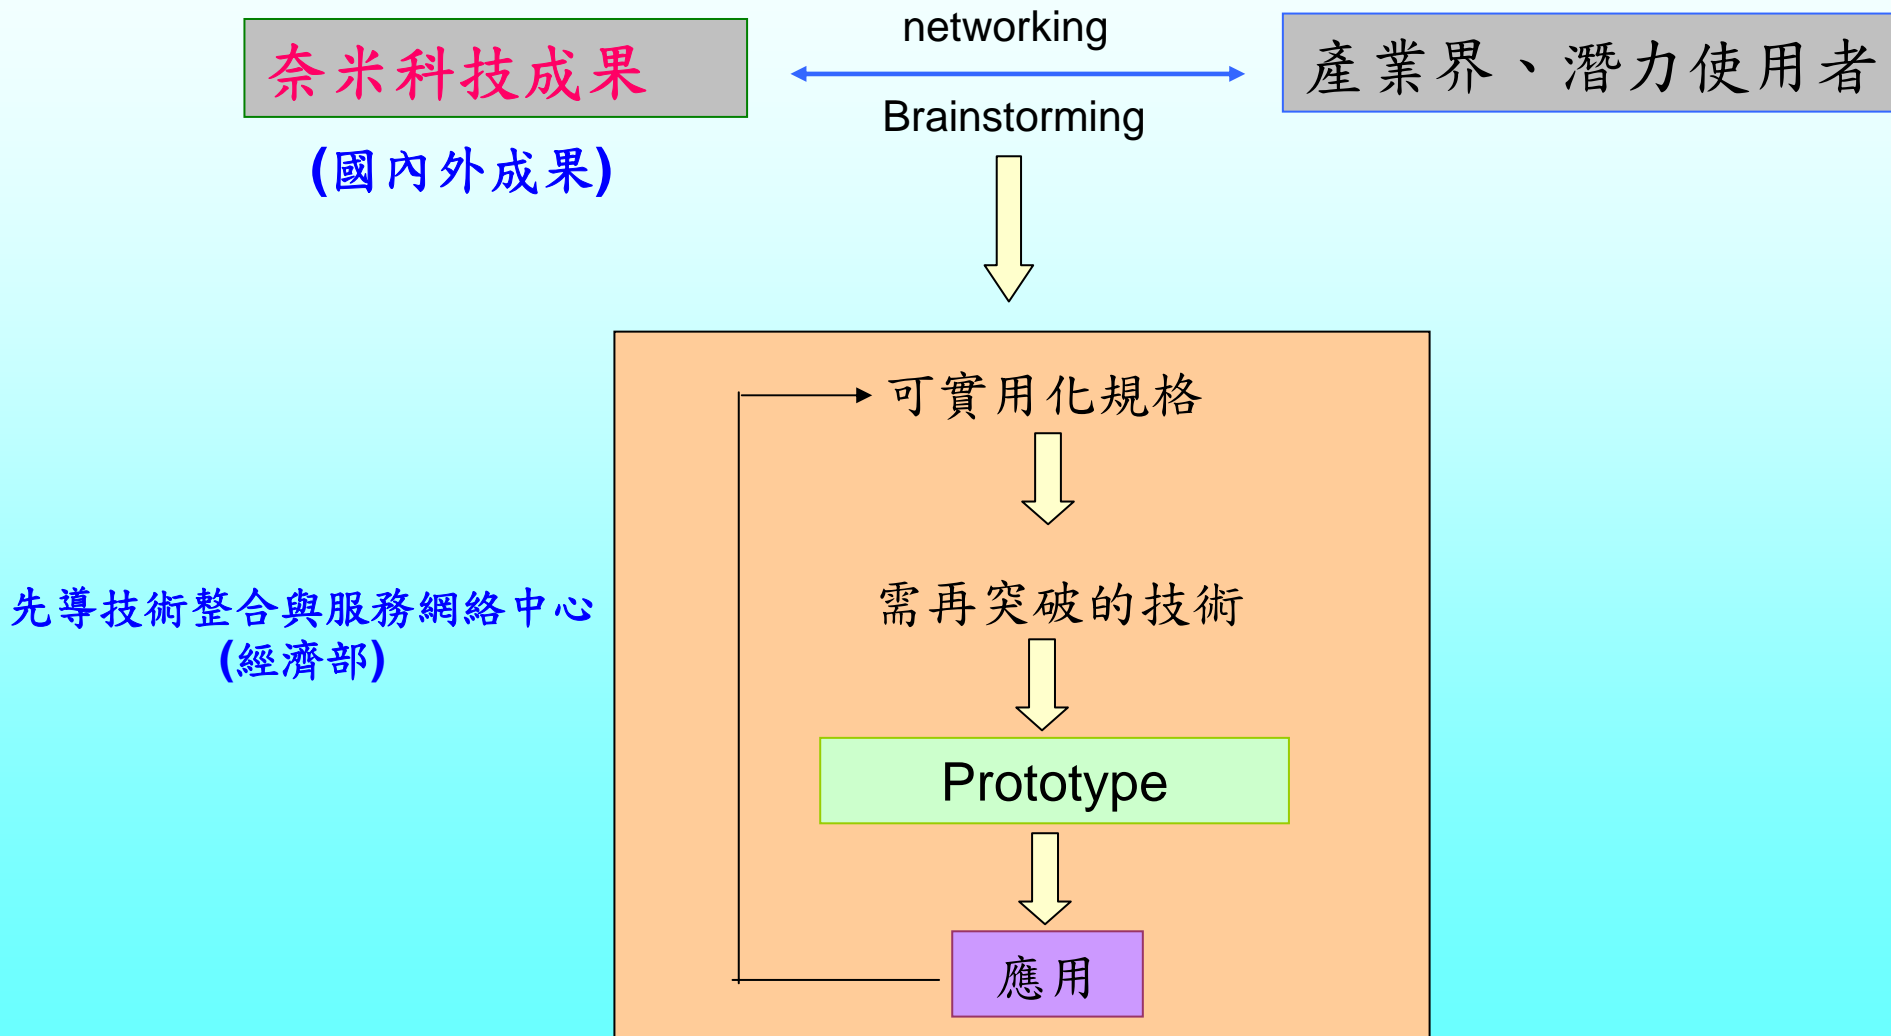 奈米科技成果
networking
產業界、潛力使用者
Brainstorming
(國內外成果)
可實用化規格
需再突破的技術
先導技術整合與服務網絡中心
(經濟部)
Prototype
應用